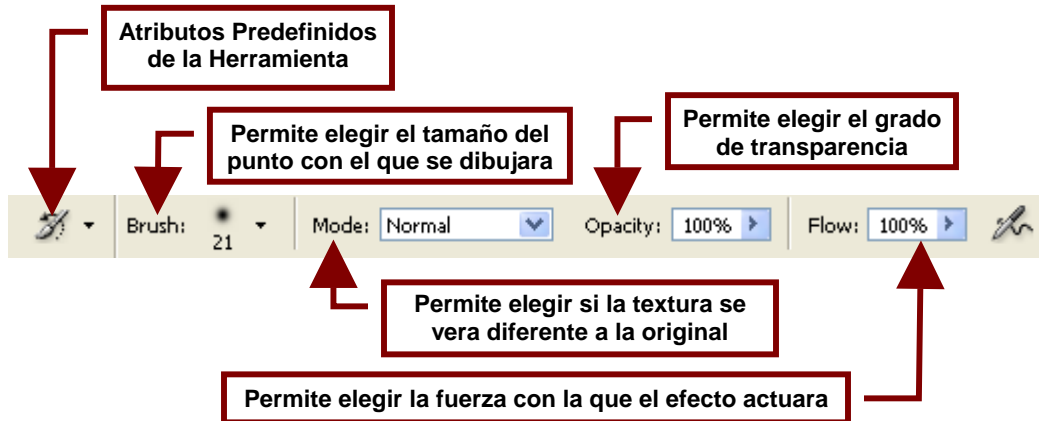 Atributos Predefinidos
de la Herramienta
Permite elegir el tamaño del
punto con el que se dibujara
Permite elegir el grado
de transparencia
Brush: 21 Mode: Normal Opacity: 100% Flow: 100%
Permite elegir si la textura se
vera diferente a la original
Permite elegir la fuerza con la que el efecto actuara